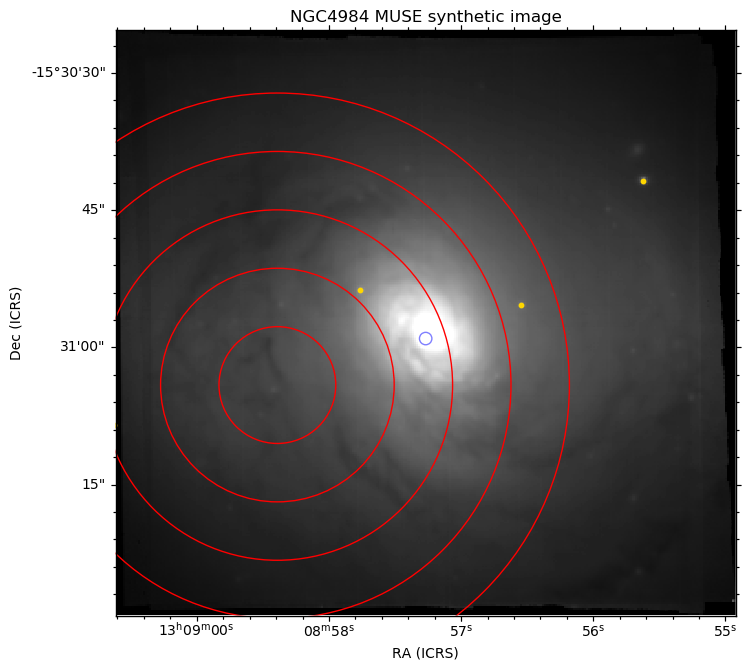 NGC4984 MUSE synthetic image
-15°30'30"
45"
31'00"
15"
Dec (ICRS)
13ʰ09ᵐ00ˢ
08ᵐ58ˢ
57ˢ
56ˢ
55ˢ
RA (ICRS)